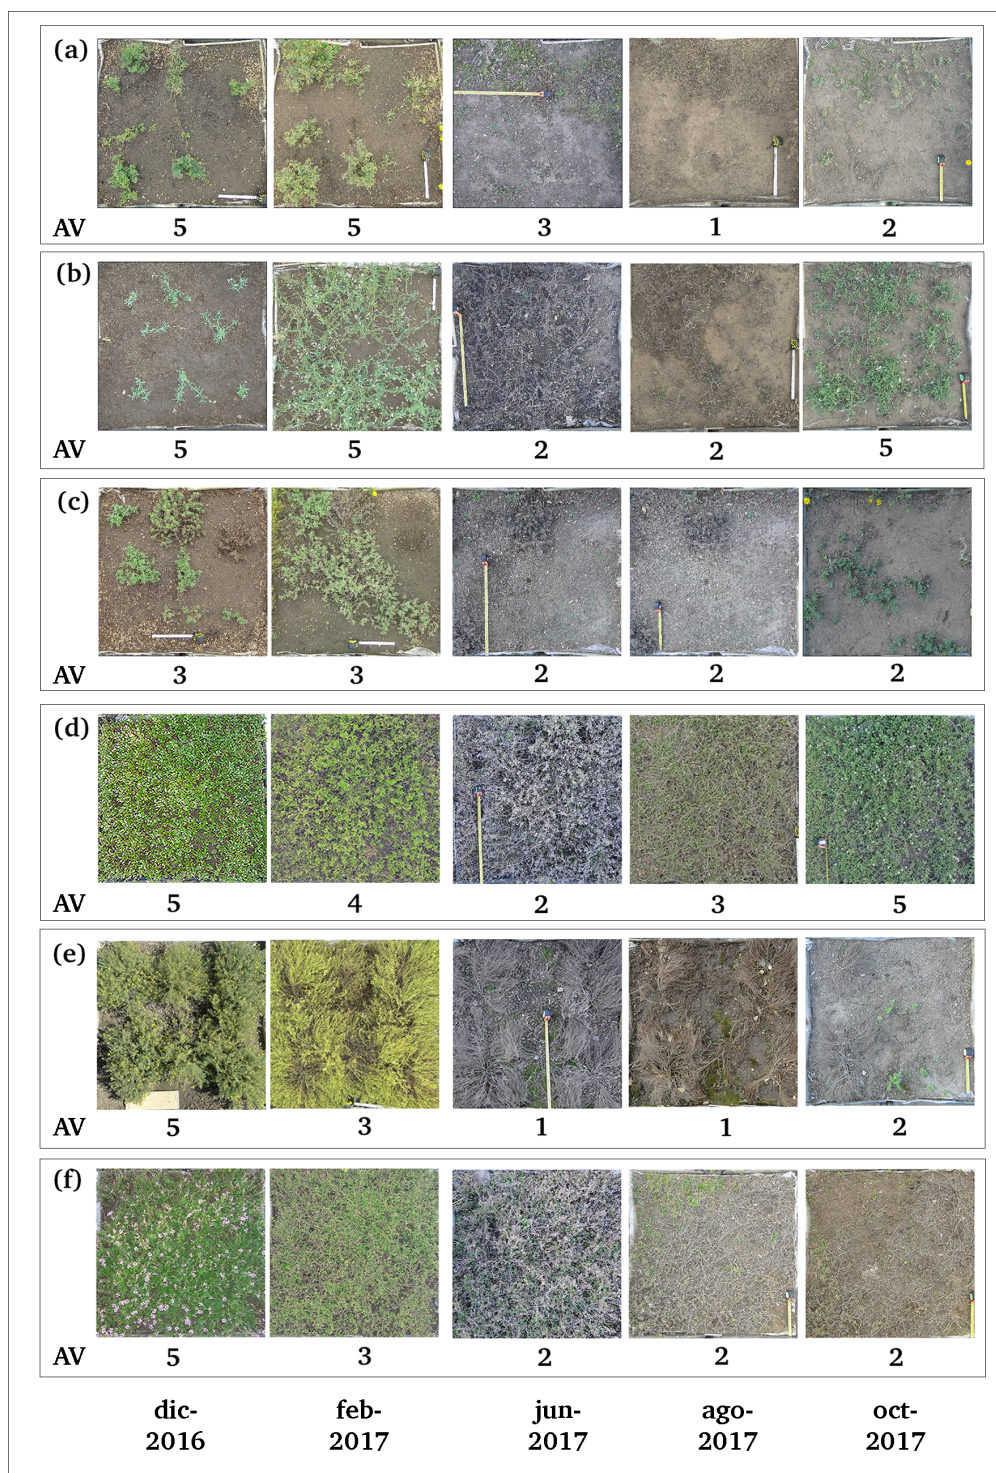 (a)
AV 5 5 3 1 2
(b)
AV 5 5 2 2 5
(c)
AV 3 3 2 2 2
(d)
AV 5 4 2 3 5
(e)
AV 5 3 1 1 2
(f)
AV 5 3 2 2 2
dic- feb- jun- ago- oct-
2016 2017 2017 2017 2017